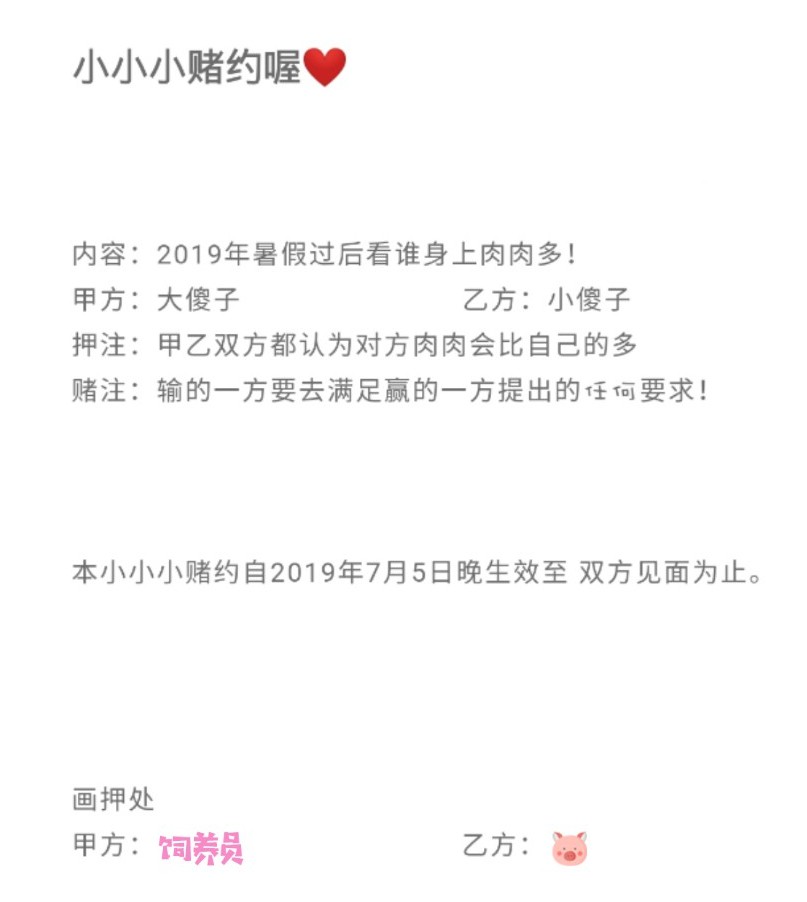 小小小赌约喔❤️
内容：2019年暑假过后看谁身上肉肉多！
甲方：大傻子 乙方：小傻子
押注：甲乙双方都认为对方肉肉会比自己的多
赌注：输的一方要去满足赢的一方提出的任何要求！
本小小小赌约自2019年7月5日晚生效至 双方见面为止。
画押处
甲方：饲养员 乙方：🐷